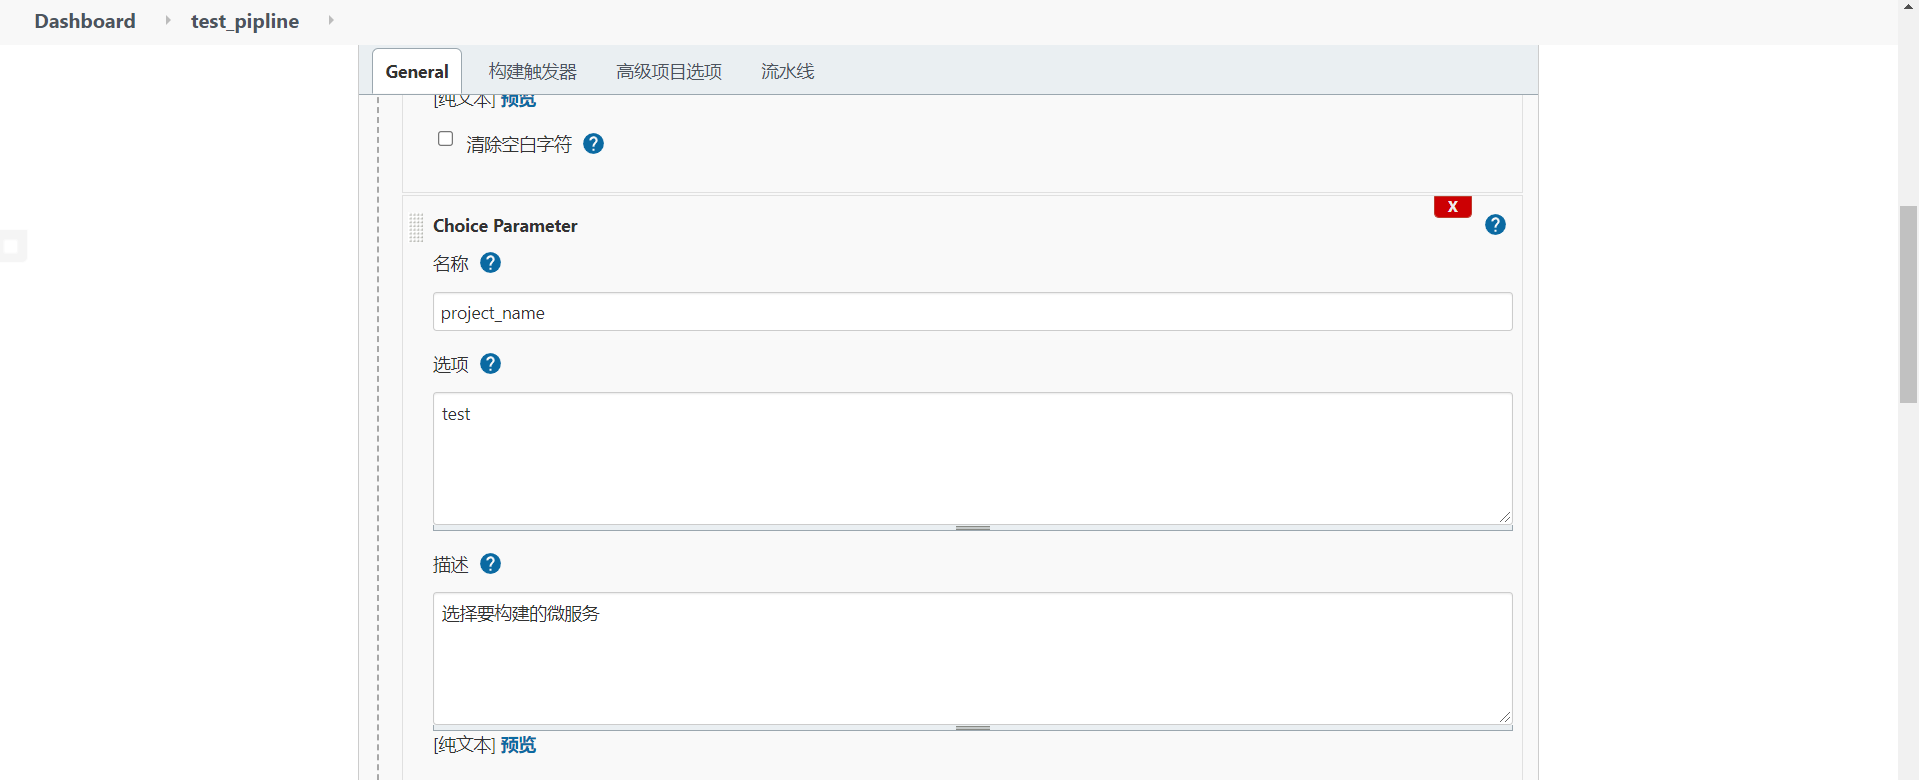 Dashboard test_pipline
General 构建触发器 高级项目选项 流水线
[纯文本] 预览
清除空白字符 ?
X
Choice Parameter ?
名称 ?
project_name
选项 ?
test
描述 ?
选择要构建的微服务
[纯文本] 预览